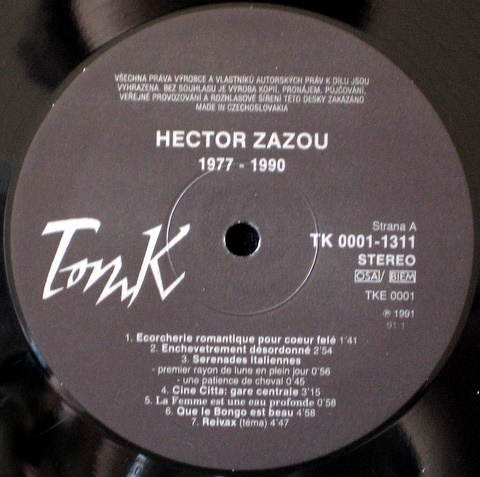 VŠECHNA PRÁVA VÝROBCE A VLASTNÍKŮ AUTORSKÝCH PRÁV K DÍLU JSOU
VYHRAZENA. BEZ SOUHLASU JE VÝROBA KOPIÍ, PRONÁJEM, PŮJČOVÁNÍ,
VEŘEJNÉ PROVOZOVÁNÍ A ROZHLASOVÉ ŠÍŘENÍ TÉTO DESKY ZAKÁZÁNO
MADE IN CZECHOSLOVAKIA
HECTOR ZAZOU
1977 - 1990
Strana A
TK 0001-1311
STEREO
OSA/ BIEM
TKE 0001
℗ 1991
91 1
Ton K
1. Ecorcherie romantique pour coeur felé 1'41
2. Enchevetrement désordonné 2'54
3. Serenades Italiennes
- premier rayon de lune en plein jour 0'56
- une patience de cheval 0'45
4. Cine Citta: gare centrale 3'15
5. La Femme est une eau profonde 0'58
6. Que le Bongo est beau 4'58
7. Reivax (téma) 4'47